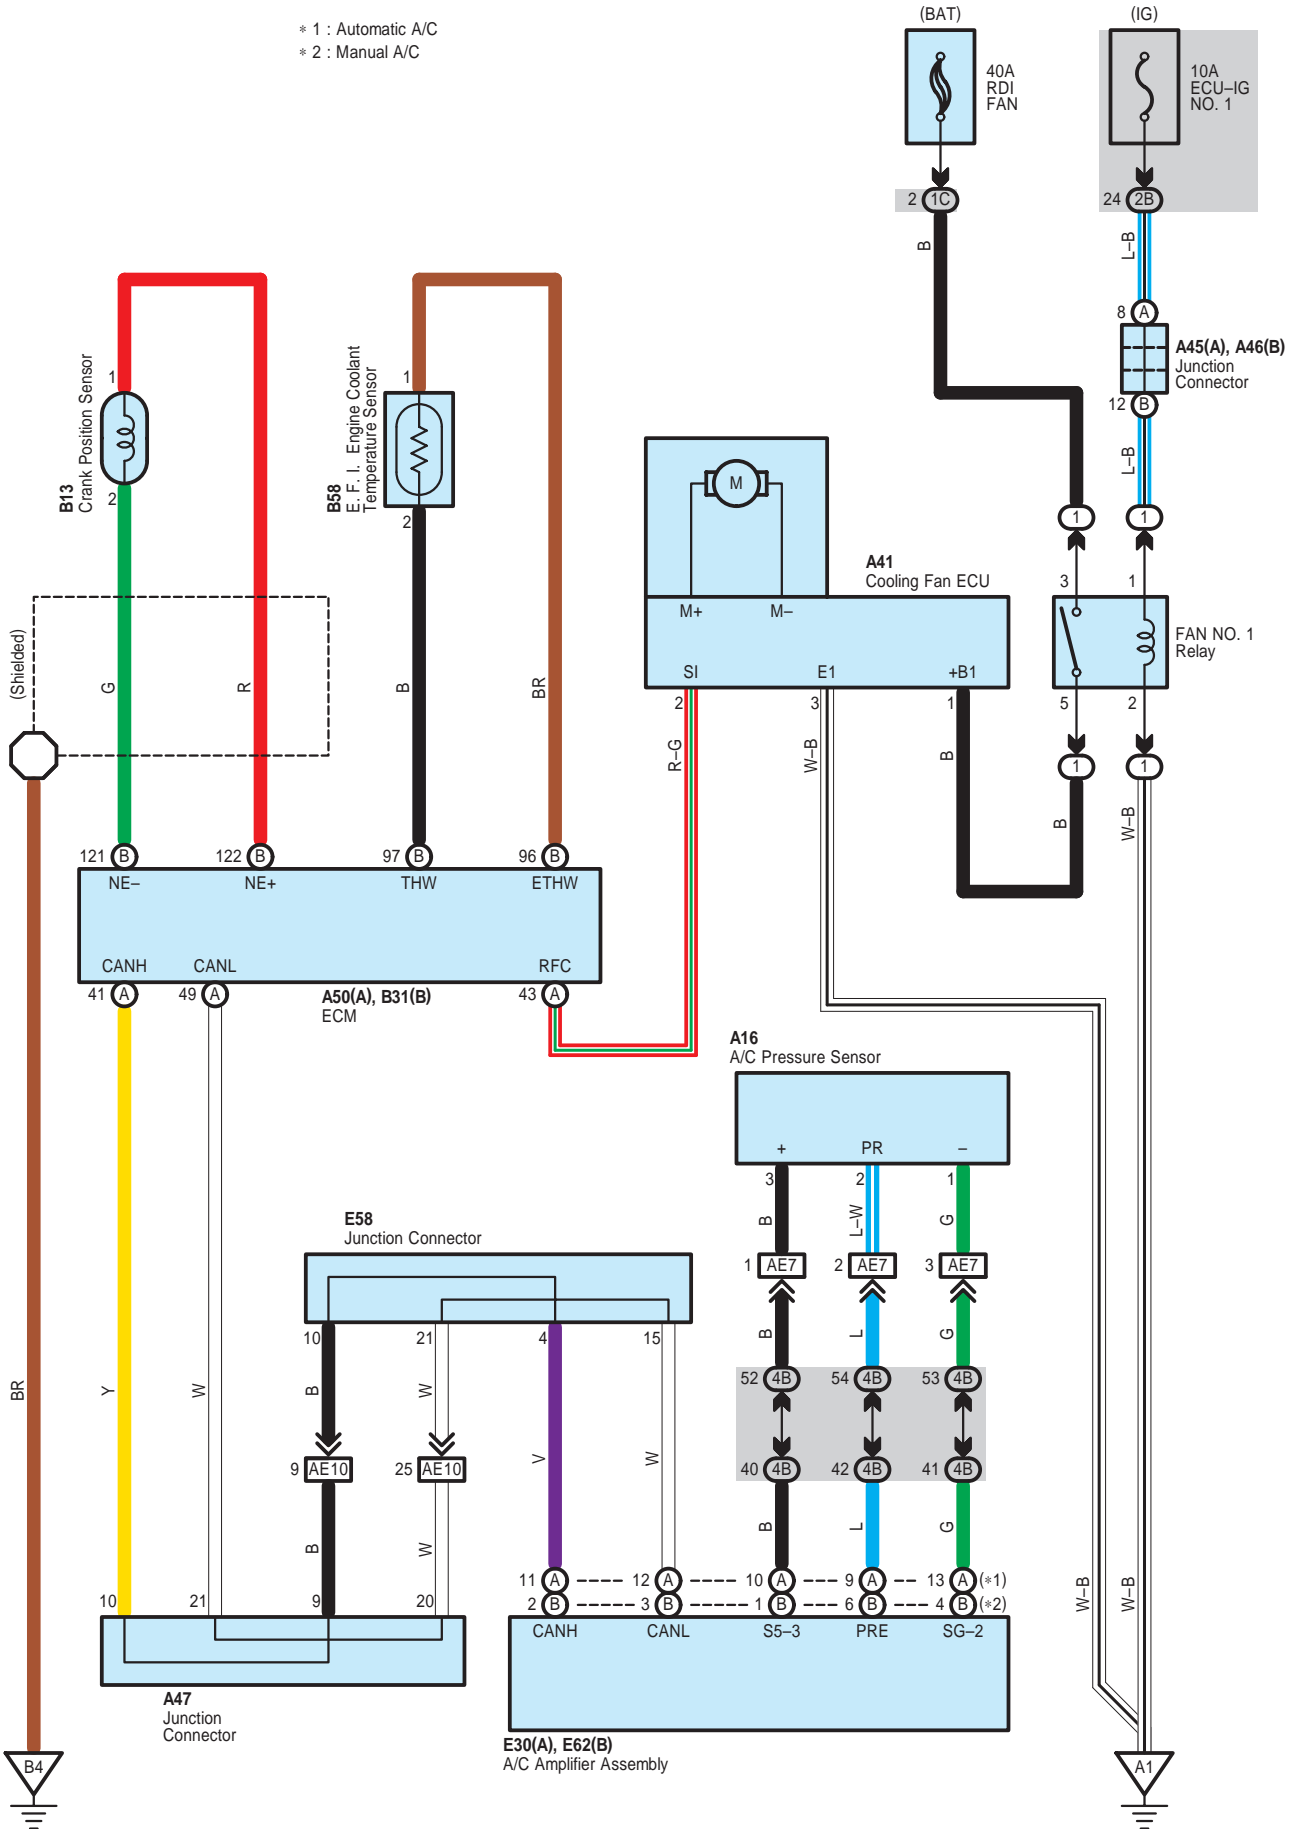 * 1 : Automatic A/C
* 2 : Manual A/C
(BAT)
(IG)
40A
RDI
FAN
10A
ECU–IG
NO. 1
2 1C
24 2B
B
L–B
8 A
A45(A), A46(B)
Junction
Connector
12 B
L–B
1
1
B13
Crank Position Sensor
1
2
B58
E. F. I. Engine Coolant
Temperature Sensor
1
2
M
A41
Cooling Fan ECU
M+
M–
SI
E1
+B1
2
3
1
3
1
FAN NO. 1
Relay
5
2
1
1
(Shielded)
G
R
B
BR
R–G
W–B
B
B
W–B
121 B
122 B
97 B
96 B
NE–
NE+
THW
ETHW
CANH
CANL
RFC
41 A
49 A
43 A
A50(A), B31(B)
ECM
A16
A/C Pressure Sensor
+
PR
–
3
2
1
B
L–W
G
1 AE7
2 AE7
3 AE7
B
L
G
52 4B
54 4B
53 4B
40 4B
42 4B
41 4B
B
L
G
E58
Junction Connector
10
21
4
15
BR
Y
W
B
W
V
W
9 AE10
25 AE10
B
W
10
21
9
20
A47
Junction
Connector
11 A
12 A
10 A
9 A
13 A (*1)
2 B
3 B
1 B
6 B
4 B (*2)
CANH
CANL
S5–3
PRE
SG–2
E30(A), E62(B)
A/C Amplifier Assembly
W–B
W–B
B4
A1